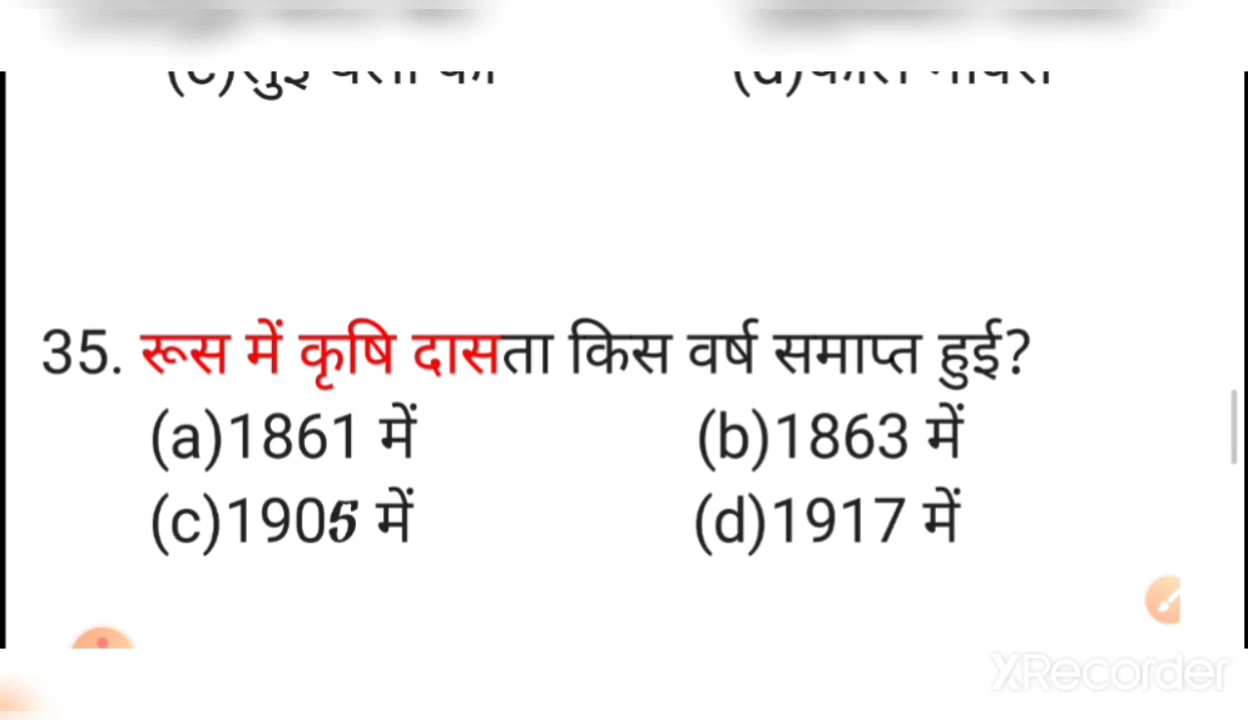 35. रूस में कृषि दासता किस वर्ष समाप्त हुई?
(a)1861 में (b)1863 में
(c)1905 में (d)1917 में
XRecorder